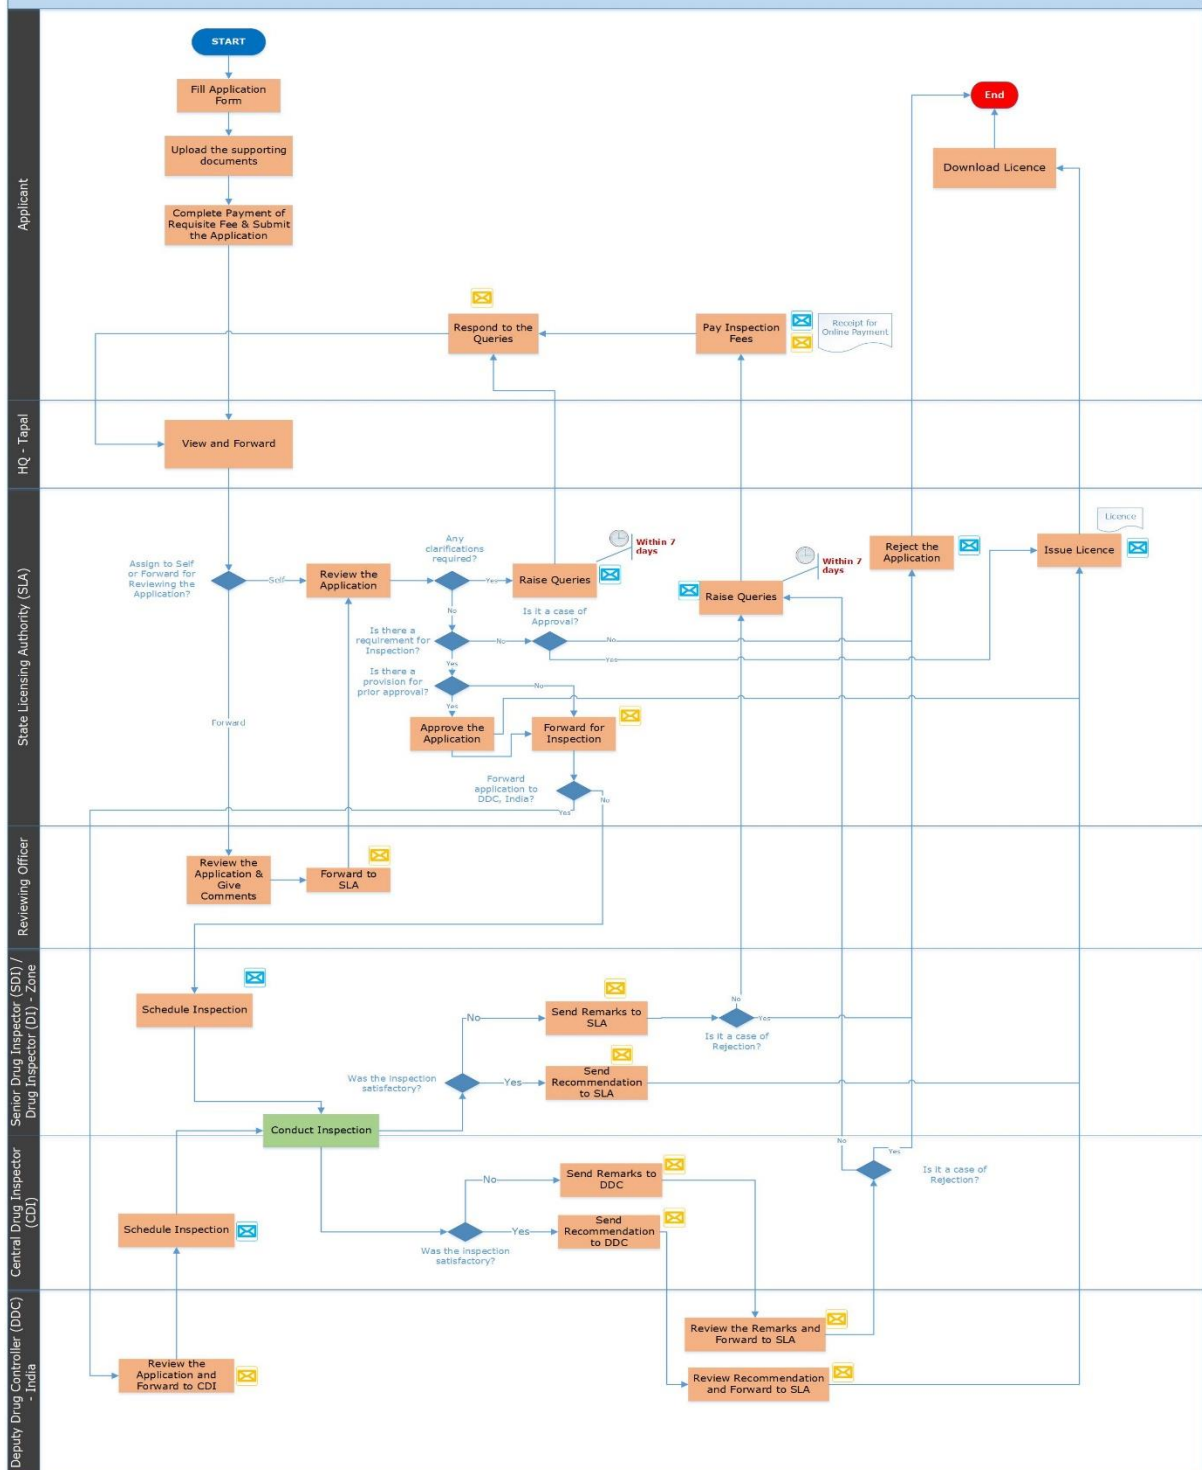 Applicant
START
Fill Application
Form
Upload the supporting
documents
Complete Payment of
Requisite Fee & Submit
the Application
End
Download Licence
Respond to the
Queries
Pay Inspection
Fees
Receipt for
Online Payment
HQ - Tapal
View and Forward
State Licensing Authority (SLA)
Assign to Self
or Forward for
Reviewing the
Application?
Self
Forward
Review the
Application
Any
clarifications
required?
Yes
No
Raise Queries
Within 7
days
Is there a
requirement for
Inspection?
No
Yes
Is it a case of
Approval?
No
Yes
Is there a
provision for
prior approval?
No
Yes
Approve the
Application
Forward for
Inspection
Forward
application to
DDC, India?
Yes
No
Raise Queries
Within 7
days
Reject the
Application
Licence
Issue Licence
Reviewing Officer
Review the
Application &
Give
Comments
Forward to
SLA
Senior Drug Inspector (SDI) /
Drug Inspector (DI) - Zone
Schedule Inspection
Was the inspection
satisfactory?
No
Yes
Send Remarks to
SLA
Send
Recommendation
to SLA
No
Yes
Is it a case of
Rejection?
Conduct Inspection
Central Drug Inspector
(CDI)
Schedule Inspection
Was the inspection
satisfactory?
No
Yes
Send Remarks to
DDC
Send
Recommendation
to DDC
No
Yes
Is it a case of
Rejection?
Deputy Drug Controller (DDC)
- India
Review the
Application and
Forward to CDI
Review the Remarks and
Forward to SLA
Review Recommendation
and Forward to SLA